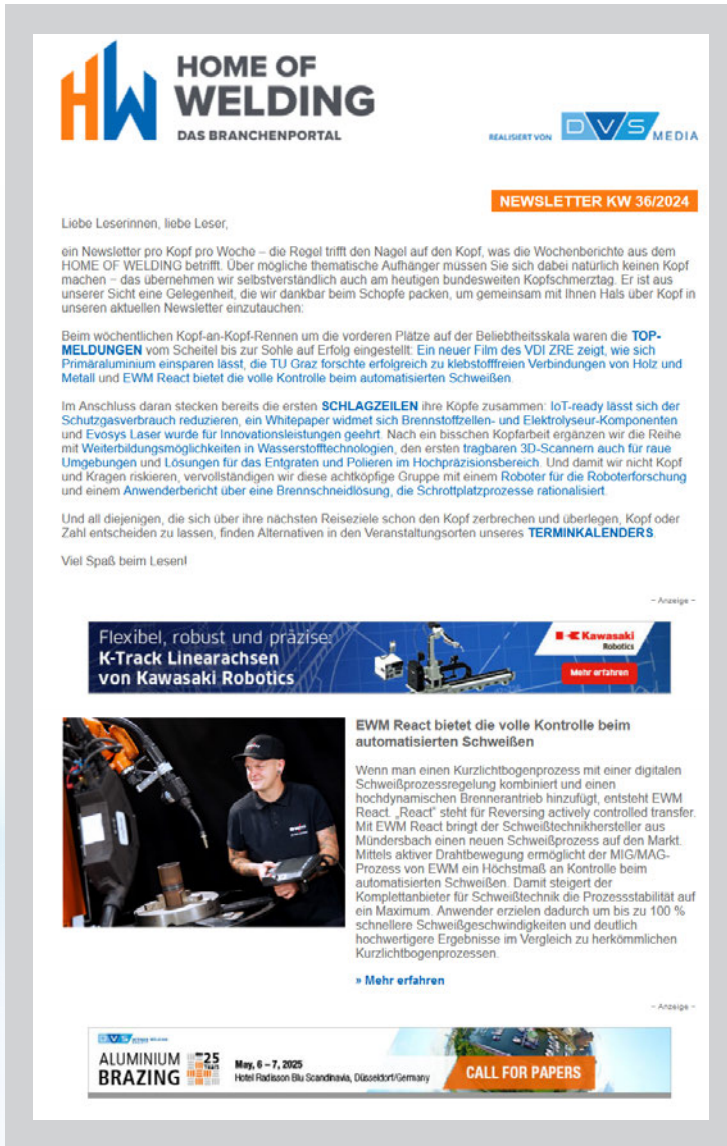 HOME OF
WELDING
DAS BRANCHENPORTAL
REALISIERT VON DVS MEDIA
NEWSLETTER KW 36/2024
Liebe Leserinnen, liebe Leser,
ein Newsletter pro Kopf pro Woche – die Regel trifft den Nagel auf den Kopf, was die Wochenberichte aus dem
HOME OF WELDING betrifft. Über mögliche thematische Aufhänger müssen Sie sich dabei natürlich keinen Kopf
machen – das übernehmen wir selbstverständlich auch am heutigen bundesweiten Kopfschmerztag. Er ist aus
unserer Sicht eine Gelegenheit, die wir dankbar beim Schopfe packen, um gemeinsam mit Ihnen Hals über Kopf in
unseren aktuellen Newsletter einzutauchen:
Beim wöchentlichen Kopf-an-Kopf-Rennen um die vorderen Plätze auf der Beliebtheitsskala waren die TOP-
MELDUNGEN vom Scheitel bis zur Sohle auf Erfolg eingestellt: Ein neuer Film des VDI ZRE zeigt, wie sich
Primäraluminium einsparen lässt, die TU Graz forschte erfolgreich zu klebstofffreien Verbindungen von Holz und
Metall und EWM React bietet die volle Kontrolle beim automatisierten Schweißen.
Im Anschluss daran stecken bereits die ersten SCHLAGZEILEN ihre Köpfe zusammen: IoT-ready lässt sich der
Schutzgasverbrauch reduzieren, ein Whitepaper widmet sich Brennstoffzellen- und Elektrolyseur-Komponenten
und Evosys Laser wurde für Innovationsleistungen geehrt. Nach ein bisschen Kopfarbeit ergänzen wir die Reihe
mit Weiterbildungsmöglichkeiten in Wasserstofftechnologien, den ersten tragbaren 3D-Scannern auch für raue
Umgebungen und Lösungen für das Entgraten und Polieren im Hochpräzisionsbereich. Und damit wir nicht Kopf
und Kragen riskieren, vervollständigen wir diese achtköpfige Gruppe mit einem Roboter für die Roboterforschung
und einem Anwenderbericht über eine Brennschneidlösung, die Schrottplatzprozesse rationalisiert.
Und all diejenigen, die sich über ihre nächsten Reiseziele schon den Kopf zerbrechen und überlegen, Kopf oder
Zahl entscheiden zu lassen, finden Alternativen in den Veranstaltungsorten unseres TERMINKALENDERS.
Viel Spaß beim Lesen!
– Anzeige –
Flexibel, robust und präzise:
K-Track Linearachsen
von Kawasaki Robotics
Kawasaki
Robotics
Mehr erfahren
EWM React bietet die volle Kontrolle beim
automatisierten Schweißen
Wenn man einen Kurzlichtbogenprozess mit einer digitalen
Schweißprozessregelung kombiniert und einen
hochdynamischen Brennerantrieb hinzufügt, entsteht EWM
React. „React" steht für Reversing actively controlled transfer.
Mit EWM React bringt der Schweißtechnikhersteller aus
Mündersbach einen neuen Schweißprozess auf den Markt.
Mittels aktiver Drahtbewegung ermöglicht der MIG/MAG-
Prozess von EWM ein Höchstmaß an Kontrolle beim
automatisierten Schweißen. Damit steigert der
Komplettanbieter für Schweißtechnik die Prozessstabilität auf
ein Maximum. Anwender erzielen dadurch um bis zu 100 %
schnellere Schweißgeschwindigkeiten und deutlich
hochwertigere Ergebnisse im Vergleich zu herkömmlichen
Kurzlichtbogenprozessen.
» Mehr erfahren
– Anzeige –
DVS
ALUMINIUM
BRAZING
25
May, 6 – 7, 2025
Hotel Radisson Blu Scandinavia, Düsseldorf/Germany
CALL FOR PAPERS